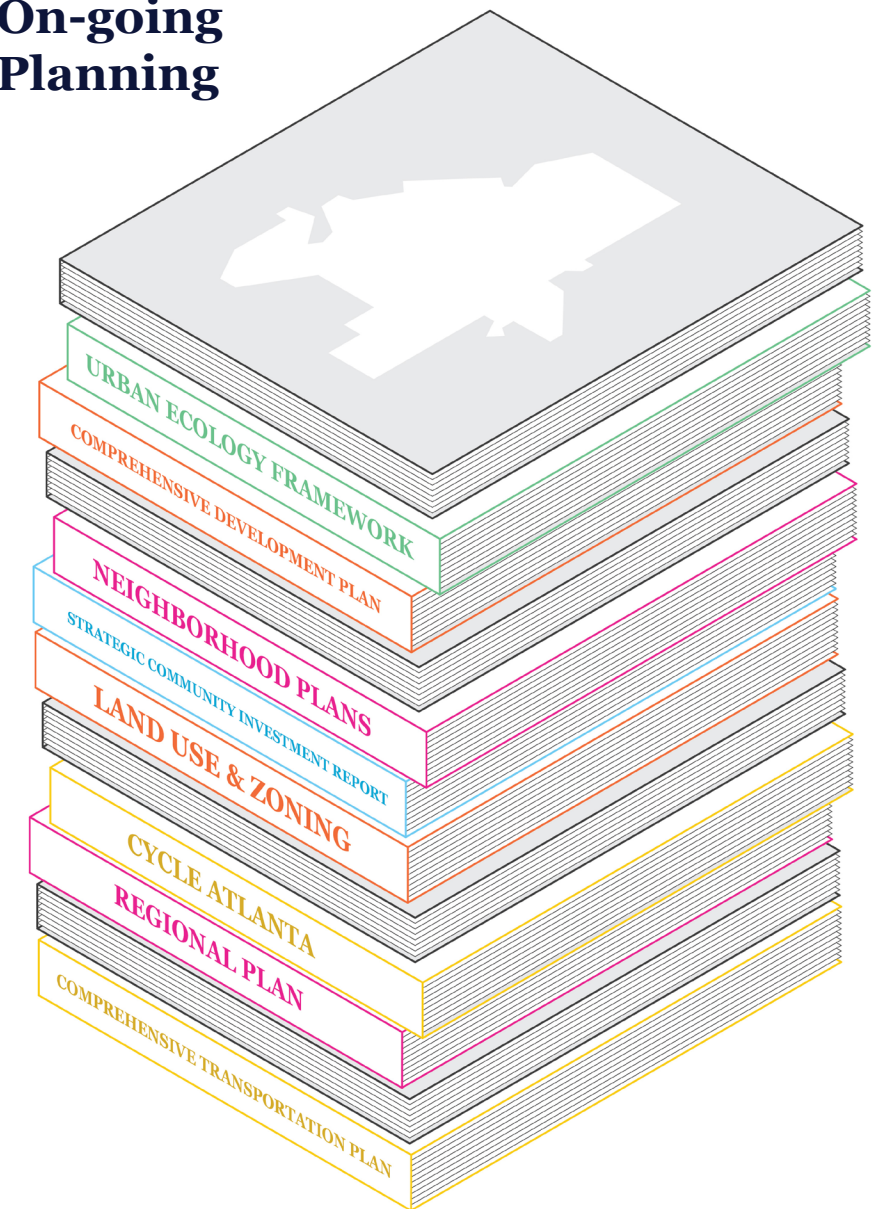 On-going
Planning
URBAN ECOLOGY FRAMEWORK
COMPREHENSIVE DEVELOPMENT PLAN
NEIGHBORHOOD PLANS
STRATEGIC COMMUNITY INVESTMENT REPORT
LAND USE & ZONING
CYCLE ATLANTA
REGIONAL PLAN
COMPREHENSIVE TRANSPORTATION PLAN